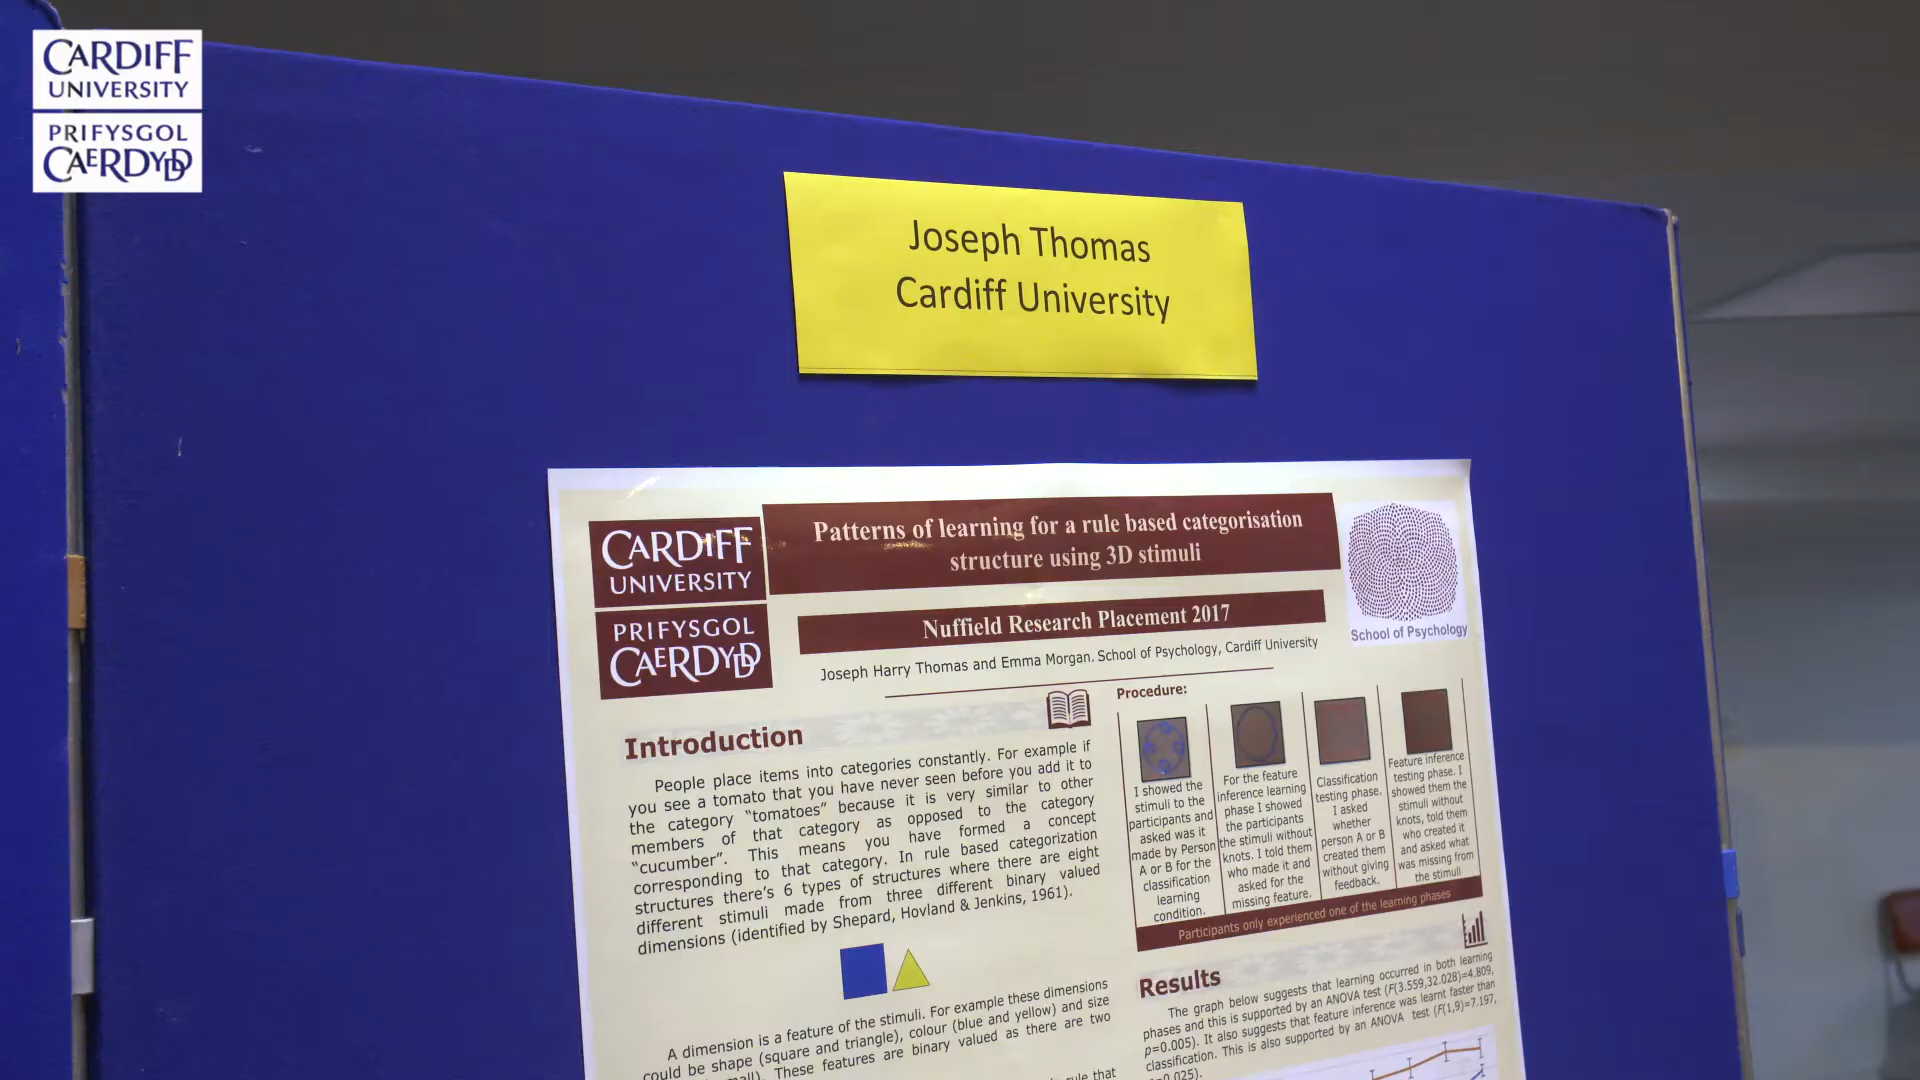 CARDIFF
UNIVERSITY
PRIFYSGOL
CAERDYDD
Joseph Thomas
Cardiff University
CARDIFF
UNIVERSITY
PRIFYSGOL
CAERDYDD
Patterns of learning for a rule based categorisation
structure using 3D stimuli
Nuffield Research Placement 2017
Joseph Harry Thomas and Emma Morgan. School of Psychology, Cardiff University
School of Psychology
Introduction
People place items into categories constantly. For example if
you see a tomato that you have never seen before you add it to
the category "tomatoes" because it is very similar to other
members of that category as opposed to the category
"cucumber". This means you have formed a concept
corresponding to that category. In rule based categorization
structures there's 6 types of structures where there are eight
different stimuli made from three different binary valued
dimensions (identified by Shepard, Hovland & Jenkins, 1961).
A dimension is a feature of the stimuli. For example these dimensions
could be shape (square and triangle), colour (blue and yellow) and size
These features are binary valued as there are two
rule that
Procedure:
I showed the
stimuli to the
participants and
asked was it
made by Person
A or B for the
classification
learning
condition.
For the feature
inference learning
phase I showed
the participants
the stimuli without
knots. I told them
who made it and
asked for the
missing feature.
Classification
testing phase.
I asked
whether
person A or B
created them
without giving
feedback.
Feature inference
testing phase. I
showed them the
stimuli without
knots, told them
who created it
and asked what
was missing from
the stimuli
Participants only experienced one of the learning phases
Results
The graph below suggests that learning occurred in both learning
phases and this is supported by an ANOVA test (F(3.559,32.028)=4.809,
p=0.005). It also suggests that feature inference was learnt faster than
classification. This is also supported by an ANOVA test (F(1,9)=7.197,